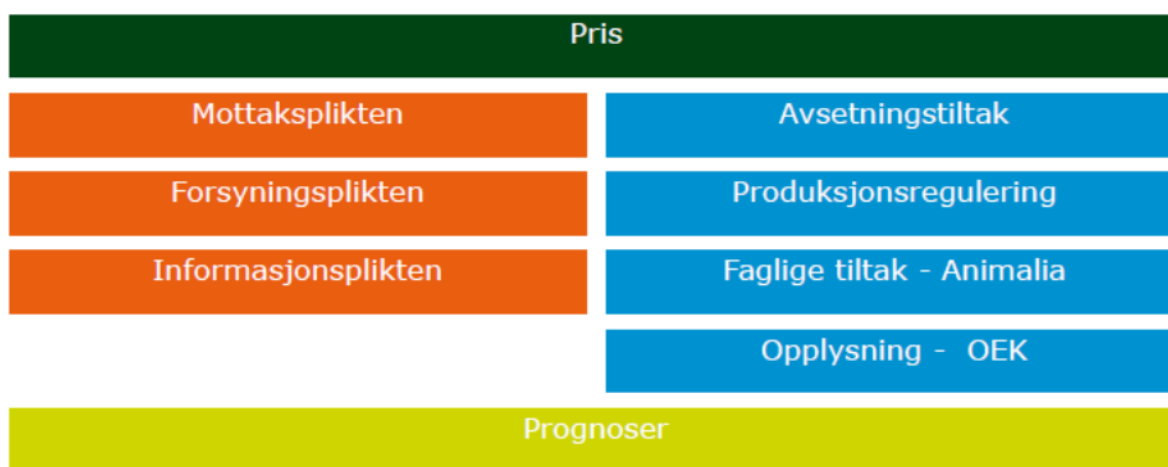 Pris
Mottaksplikten
Avsetningstiltak
Forsyningsplikten
Produksjonsregulering
Informasjonsplikten
Faglige tiltak - Animalia
Opplysning - OEK
Prognoser